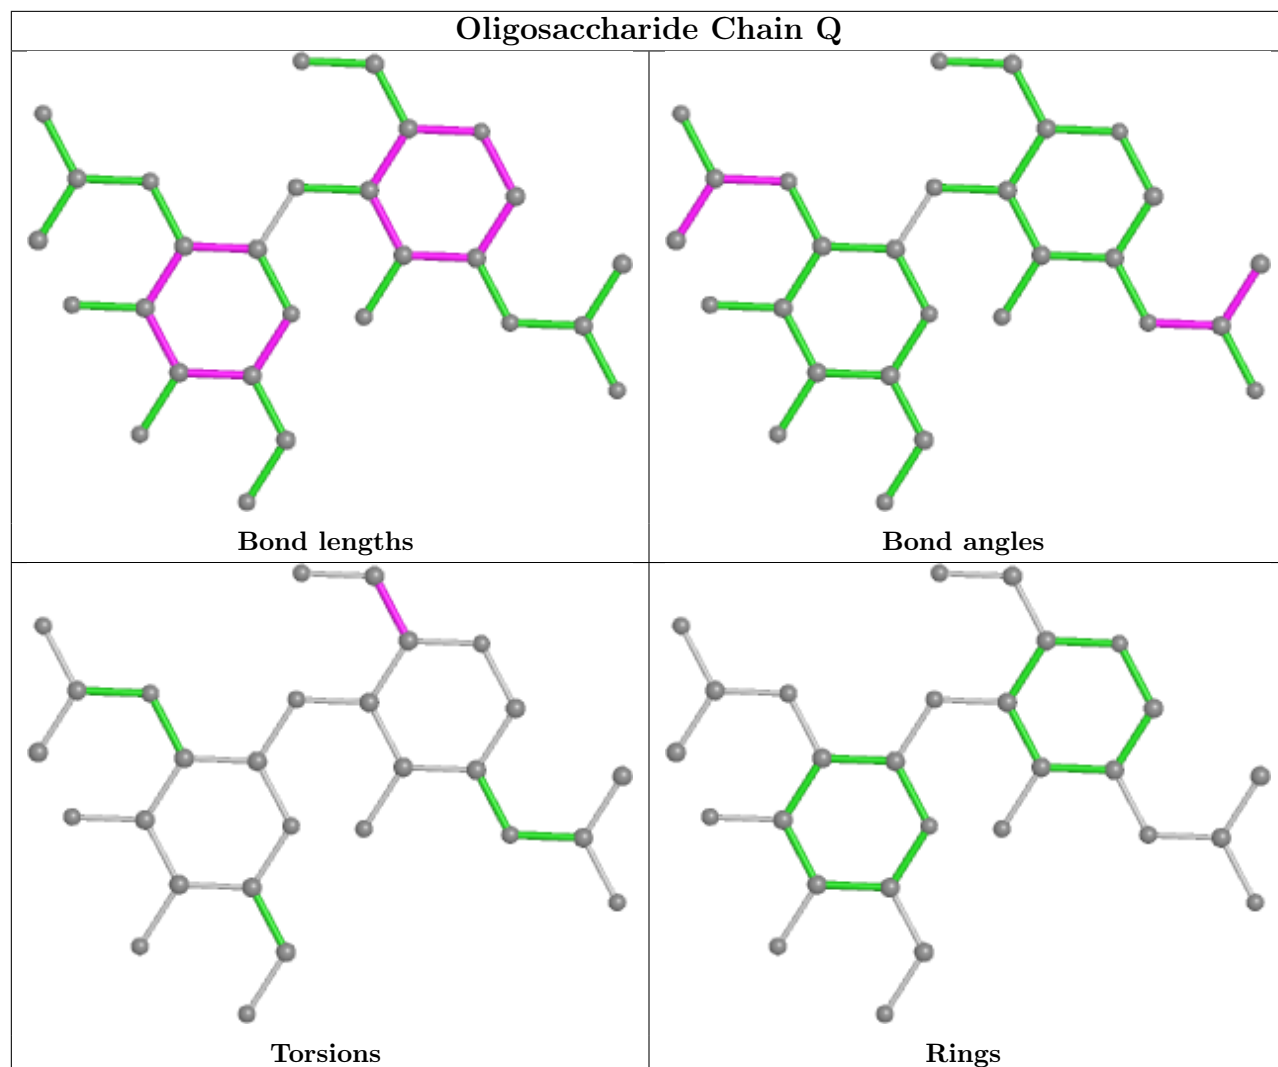 Oligosaccharide Chain Q
Bond lengths
Bond angles
Torsions
Rings